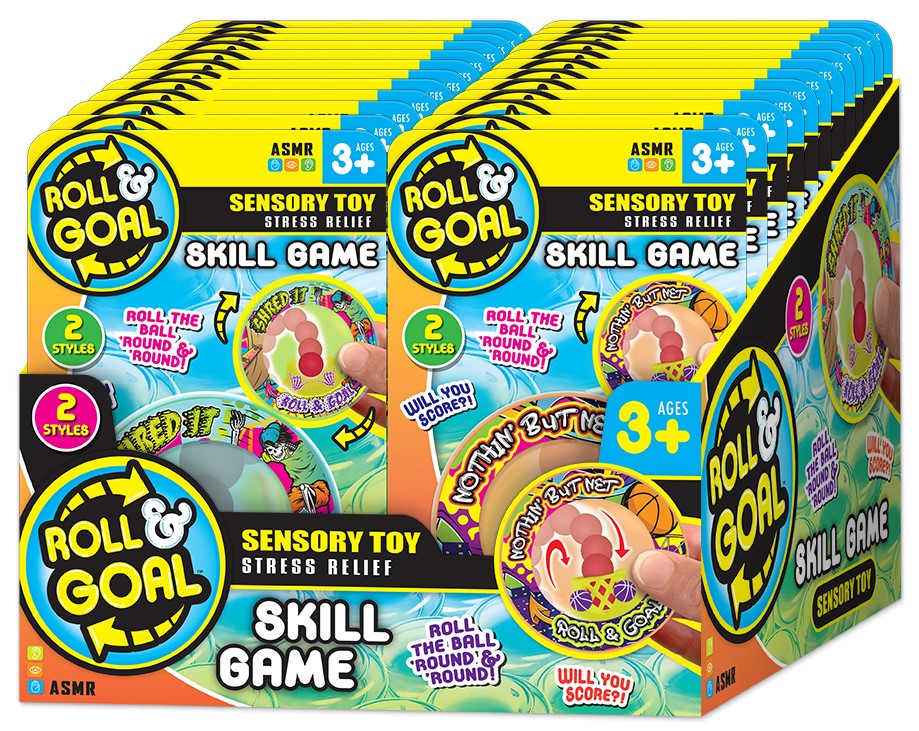 ASMR
AGES
3+
ROLL &
GOAL™
SENSORY TOY
STRESS RELIEF
SKILL GAME
2
STYLES
ROLL THE
BALL
'ROUND &
'ROUND!
SHRED IT
ROLL & GOAL
SHRED IT
ASMR
AGES
3+
ROLL &
GOAL
SENSORY TOY
STRESS RELIEF
SKILL GAME
2
STYLES
ROLL THE
BALL
'ROUND &
'ROUND!
NOTHIN' BUT NET
WILL YOU
SCORE?!
NOTHIN' BUT NET
2
STYLES
AGES
3+
ROLL &
GOAL™
SENSORY TOY
STRESS RELIEF
SKILL
GAME
ROLL
THE BALL
'ROUND &
'ROUND!
NOTHIN' BUT NET
ROLL & GOAL
WILL YOU
SCORE?!
ASMR
2
STYLES
ROLL &
GOAL
ROLL
THE BALL
'ROUND &
'ROUND!
WILL YOU
SCORE?!
SKILL GAME
SENSORY TOY
ASMR